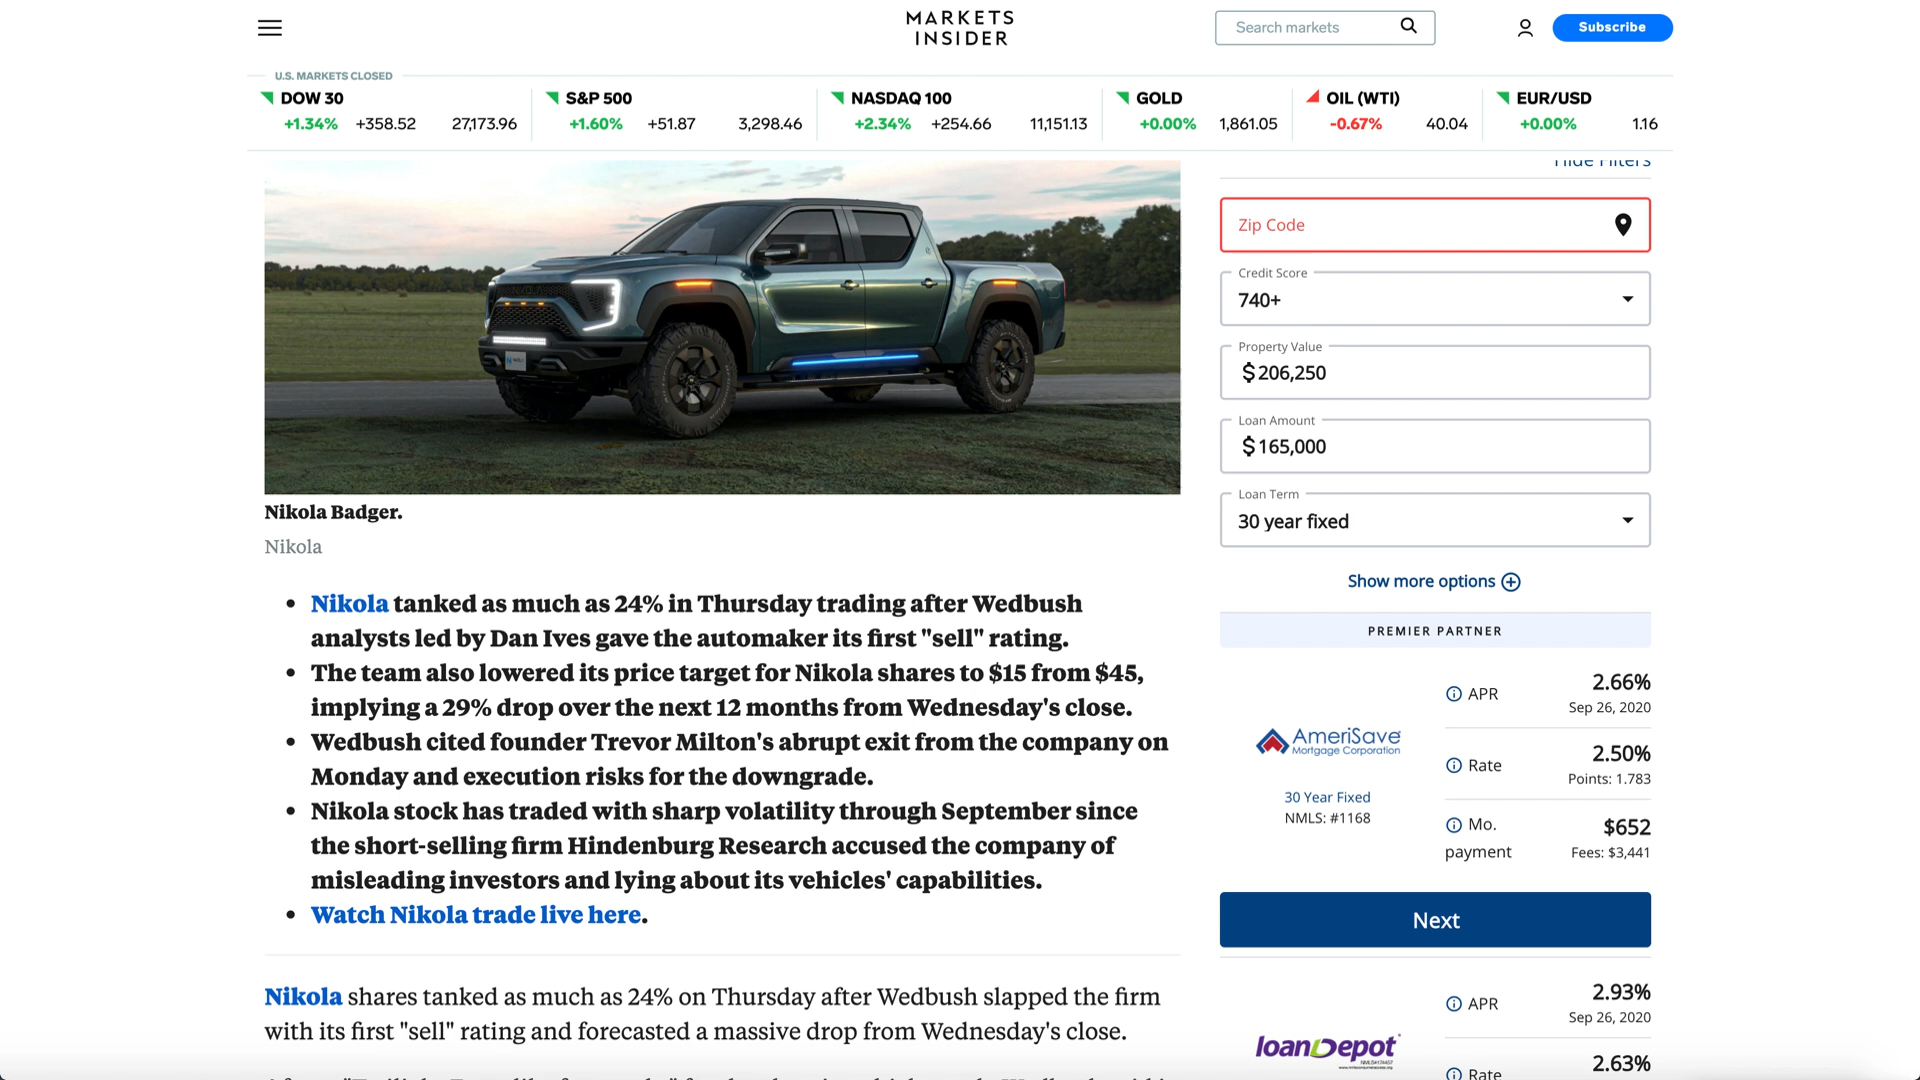 MARKETS
INSIDER
Search markets
Subscribe
U.S. MARKETS CLOSED
DOW 30
+1.34% +358.52 27,173.96
S&P 500
+1.60% +51.87 3,298.46
NASDAQ 100
+2.34% +254.66 11,151.13
GOLD
+0.00% 1,861.05
OIL (WTI)
-0.67% 40.04
EUR/USD
+0.00% 1.16
Nikola Badger.
Nikola
Nikola tanked as much as 24% in Thursday trading after Wedbush
analysts led by Dan Ives gave the automaker its first "sell" rating.
The team also lowered its price target for Nikola shares to $15 from $45,
implying a 29% drop over the next 12 months from Wednesday's close.
Wedbush cited founder Trevor Milton's abrupt exit from the company on
Monday and execution risks for the downgrade.
Nikola stock has traded with sharp volatility through September since
the short-selling firm Hindenburg Research accused the company of
misleading investors and lying about its vehicles' capabilities.
Watch Nikola trade live here.
Nikola shares tanked as much as 24% on Thursday after Wedbush slapped the firm
with its first "sell" rating and forecasted a massive drop from Wednesday's close.
Hide Filters
Zip Code
Credit Score
740+
Property Value
$206,250
Loan Amount
$165,000
Loan Term
30 year fixed
Show more options
PREMIER PARTNER
AmeriSave
Mortgage Corporation
30 Year Fixed
NMLS: #1168
APR 2.66%
Sep 26, 2020
Rate 2.50%
Points: 1.783
Mo.
payment $652
Fees: $3,441
Next
loanDepot
APR 2.93%
Sep 26, 2020
Rate 2.63%